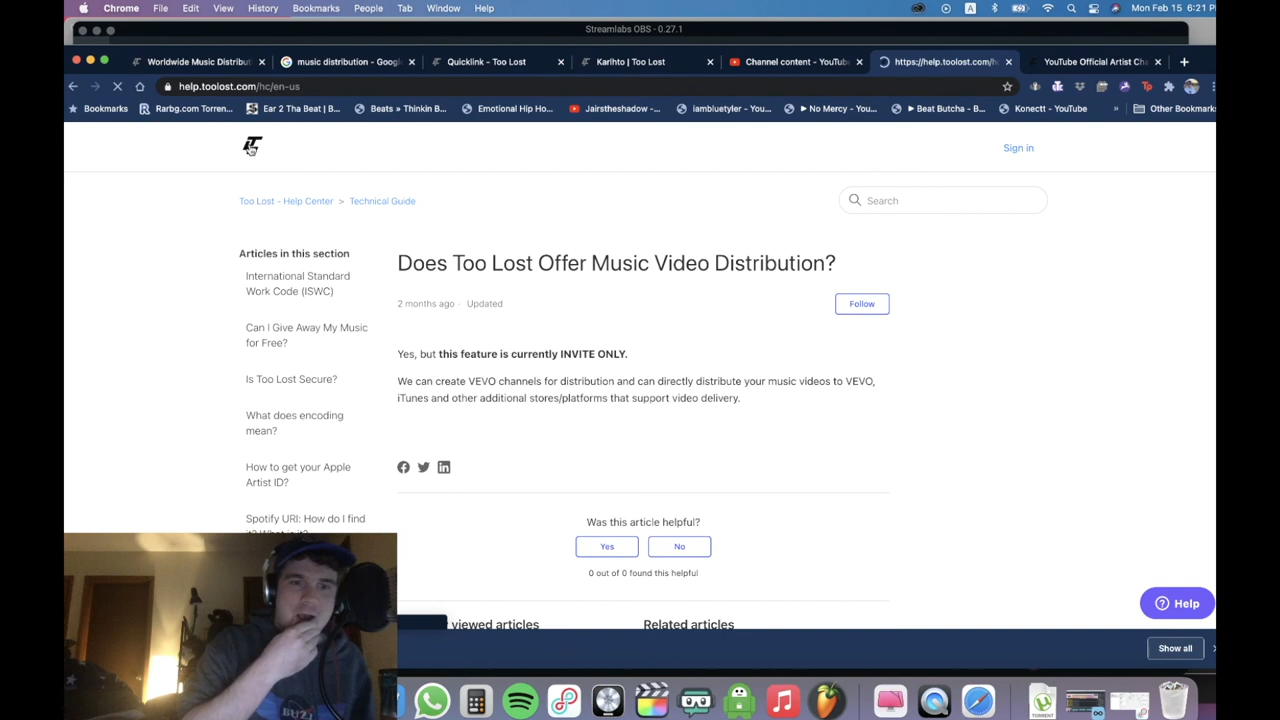 Chrome File Edit View History Bookmarks People Tab Window Help A Mon Feb 15 6:21 P
Streamlabs OBS - 0.27.1
Worldwide Music Distribut
music distribution - Google
Quicklink - Too Lost
Karlhto | Too Lost
Channel content - YouTube
https://help.toolost.com/h
YouTube Official Artist Cha
help.toolost.com/hc/en-us
Bookmarks Rarbg.com Torren... Ear 2 Tha Beat | B... Beats » Thinkin B... Emotional Hip Ho... Jairstheshadow -... iambluetyler - You... ▶ No Mercy - You... ▶ Beat Butcha - B... Konectt - YouTube » Other Bookmarks
Sign in
Too Lost - Help Center > Technical Guide
Search
Articles in this section
International Standard
Work Code (ISWC)
Can I Give Away My Music
for Free?
Is Too Lost Secure?
What does encoding
mean?
How to get your Apple
Artist ID?
Spotify URI: How do I find
it? What is it?
Does Too Lost Offer Music Video Distribution?
2 months ago · Updated
Follow
Yes, but this feature is currently INVITE ONLY.
We can create VEVO channels for distribution and can directly distribute your music videos to VEVO,
iTunes and other additional stores/platforms that support video delivery.
Was this article helpful?
Yes No
0 out of 0 found this helpful
viewed articles
Related articles
Help
Show all
TORRENT